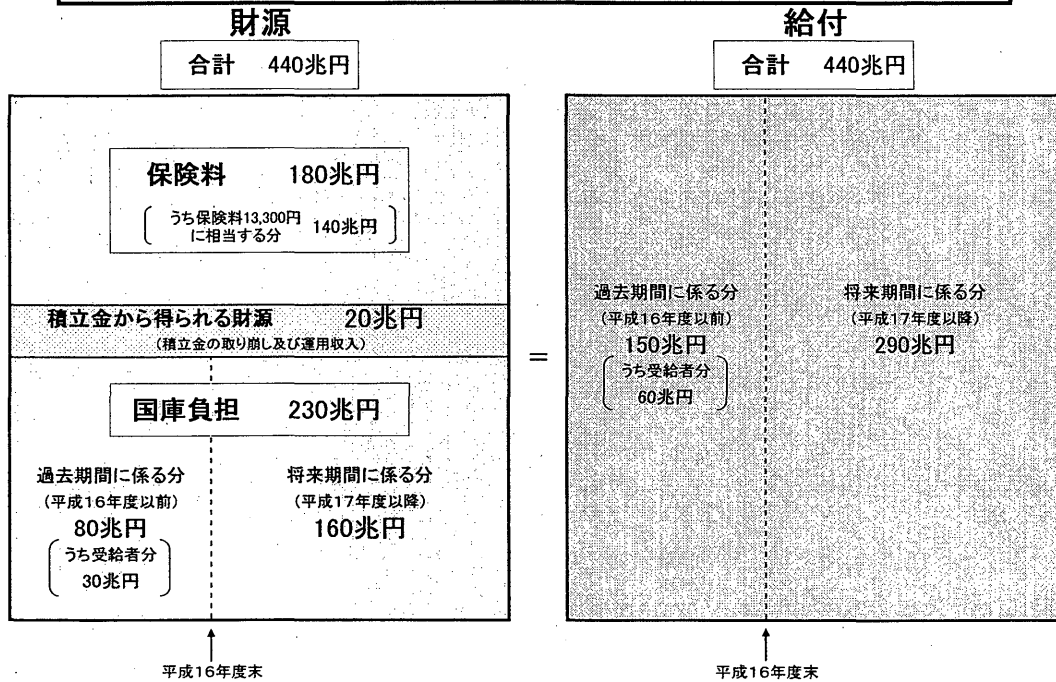 財源
合計 440兆円
保険料 180兆円
うち保険料13,300円
に相当する分 140兆円
積立金から得られる財源 20兆円
(積立金の取り崩し及び運用収入)
国庫負担 230兆円
過去期間に係る分
(平成16年度以前)
80兆円
うち受給者分
30兆円
将来期間に係る分
(平成17年度以降)
160兆円
平成16年度末
=
給付
合計 440兆円
過去期間に係る分
(平成16年度以前)
150兆円
うち受給者分
60兆円
将来期間に係る分
(平成17年度以降)
290兆円
平成16年度末